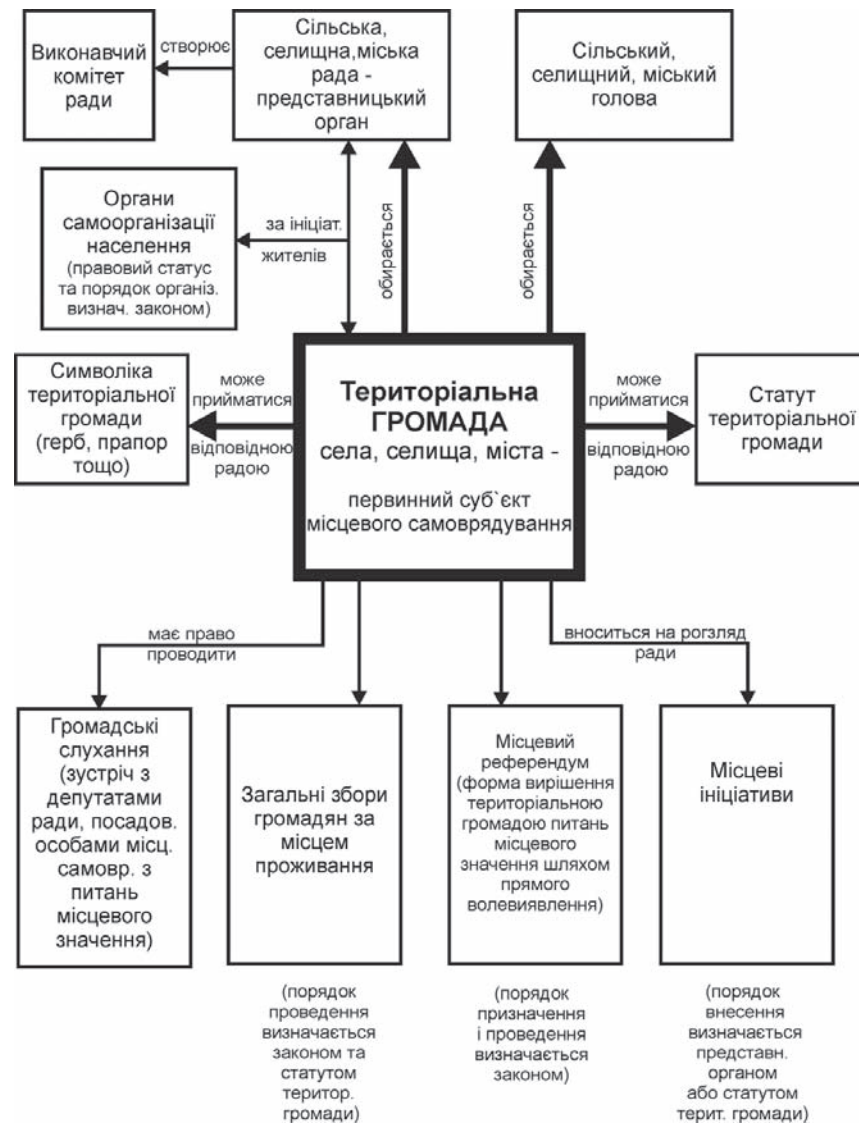 Виконавчий
комітет
ради
створює
Сільська,
селищна,міська
рада -
представницький
орган
Сільський,
селищний, міський
голова
Органи
самоорганізації
населення
(правовий статус
та порядок організ.
визнач. законом)
за ініціат.
жителів
обирається
обирається
Символіка
територіальної
громади
(герб, прапор
тощо)
може
прийматися
відповідною
радою
Територіальна
ГРОМАДА
села, селища, міста -
первинний суб`єкт
місцевого самоврядування
може
прийматися
відповідною
радою
Статут
територіальної
громади
має право
проводити
вноситься на рогзляд
ради
Громадські
слухання
(зустріч з
депутатами
ради, посадов.
особами місц.
самовр. з
питань
місцевого
значення)
Загальні збори
громадян за
місцем
проживання
Місцевий
референдум
(форма вирішення
територіальною
громадою питань
місцевого
значення шляхом
прямого
волевиявлення)
Місцеві
ініціативи
(порядок
проведення
визначається
законом та
статутом
територ.
громади)
(порядок
призначення
і проведення
визначається
законом)
(порядок
внесення
визначається
представн.
органом
або статутом
терит. громади)